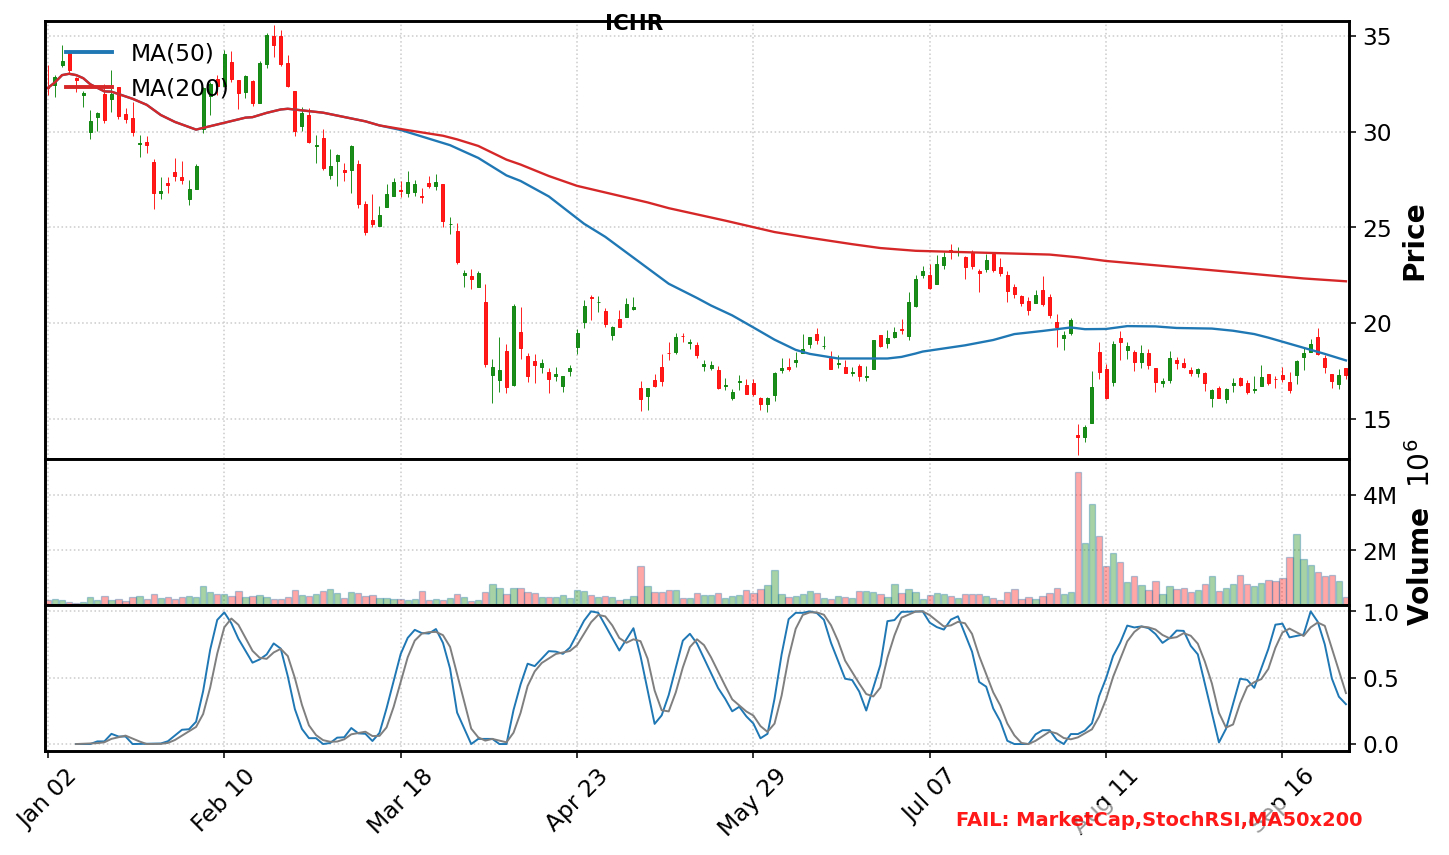 ICHR
MA(50)
MA(200)
35
30
25
20
15
Price
10^6
4M
2M
Volume
1.0
0.5
0.0
Jan 02
Feb 10
Mar 18
Apr 23
May 29
Jul 07
Aug 11
Sep 16
FAIL: MarketCap,StochRSI,MA50x200